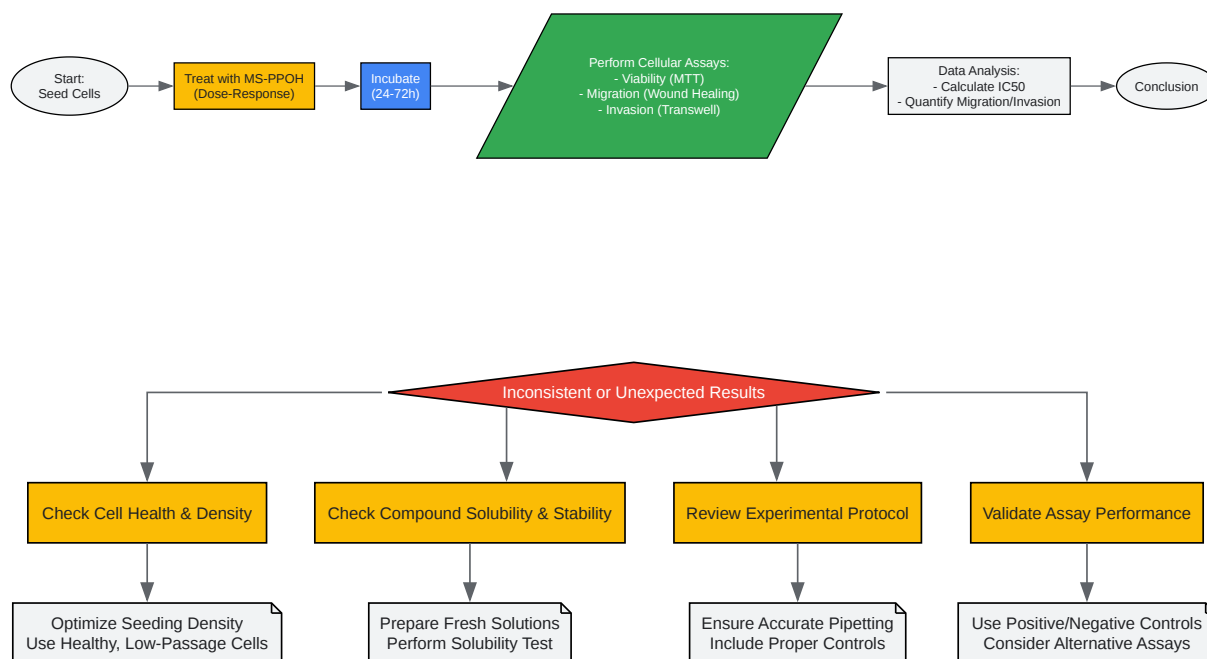 Start:
Seed Cells
Treat with MS-PPOH
(Dose-Response)
Incubate
(24-72h)
Perform Cellular Assays:
- Viability (MTT)
- Migration (Wound Healing)
- Invasion (Transwell)
Data Analysis:
- Calculate IC50
- Quantify Migration/Invasion
Conclusion
Inconsistent or Unexpected Results
Check Cell Health & Density
Check Compound Solubility & Stability
Review Experimental Protocol
Validate Assay Performance
Optimize Seeding Density
Use Healthy, Low-Passage Cells
Prepare Fresh Solutions
Perform Solubility Test
Ensure Accurate Pipetting
Include Proper Controls
Use Positive/Negative Controls
Consider Alternative Assays